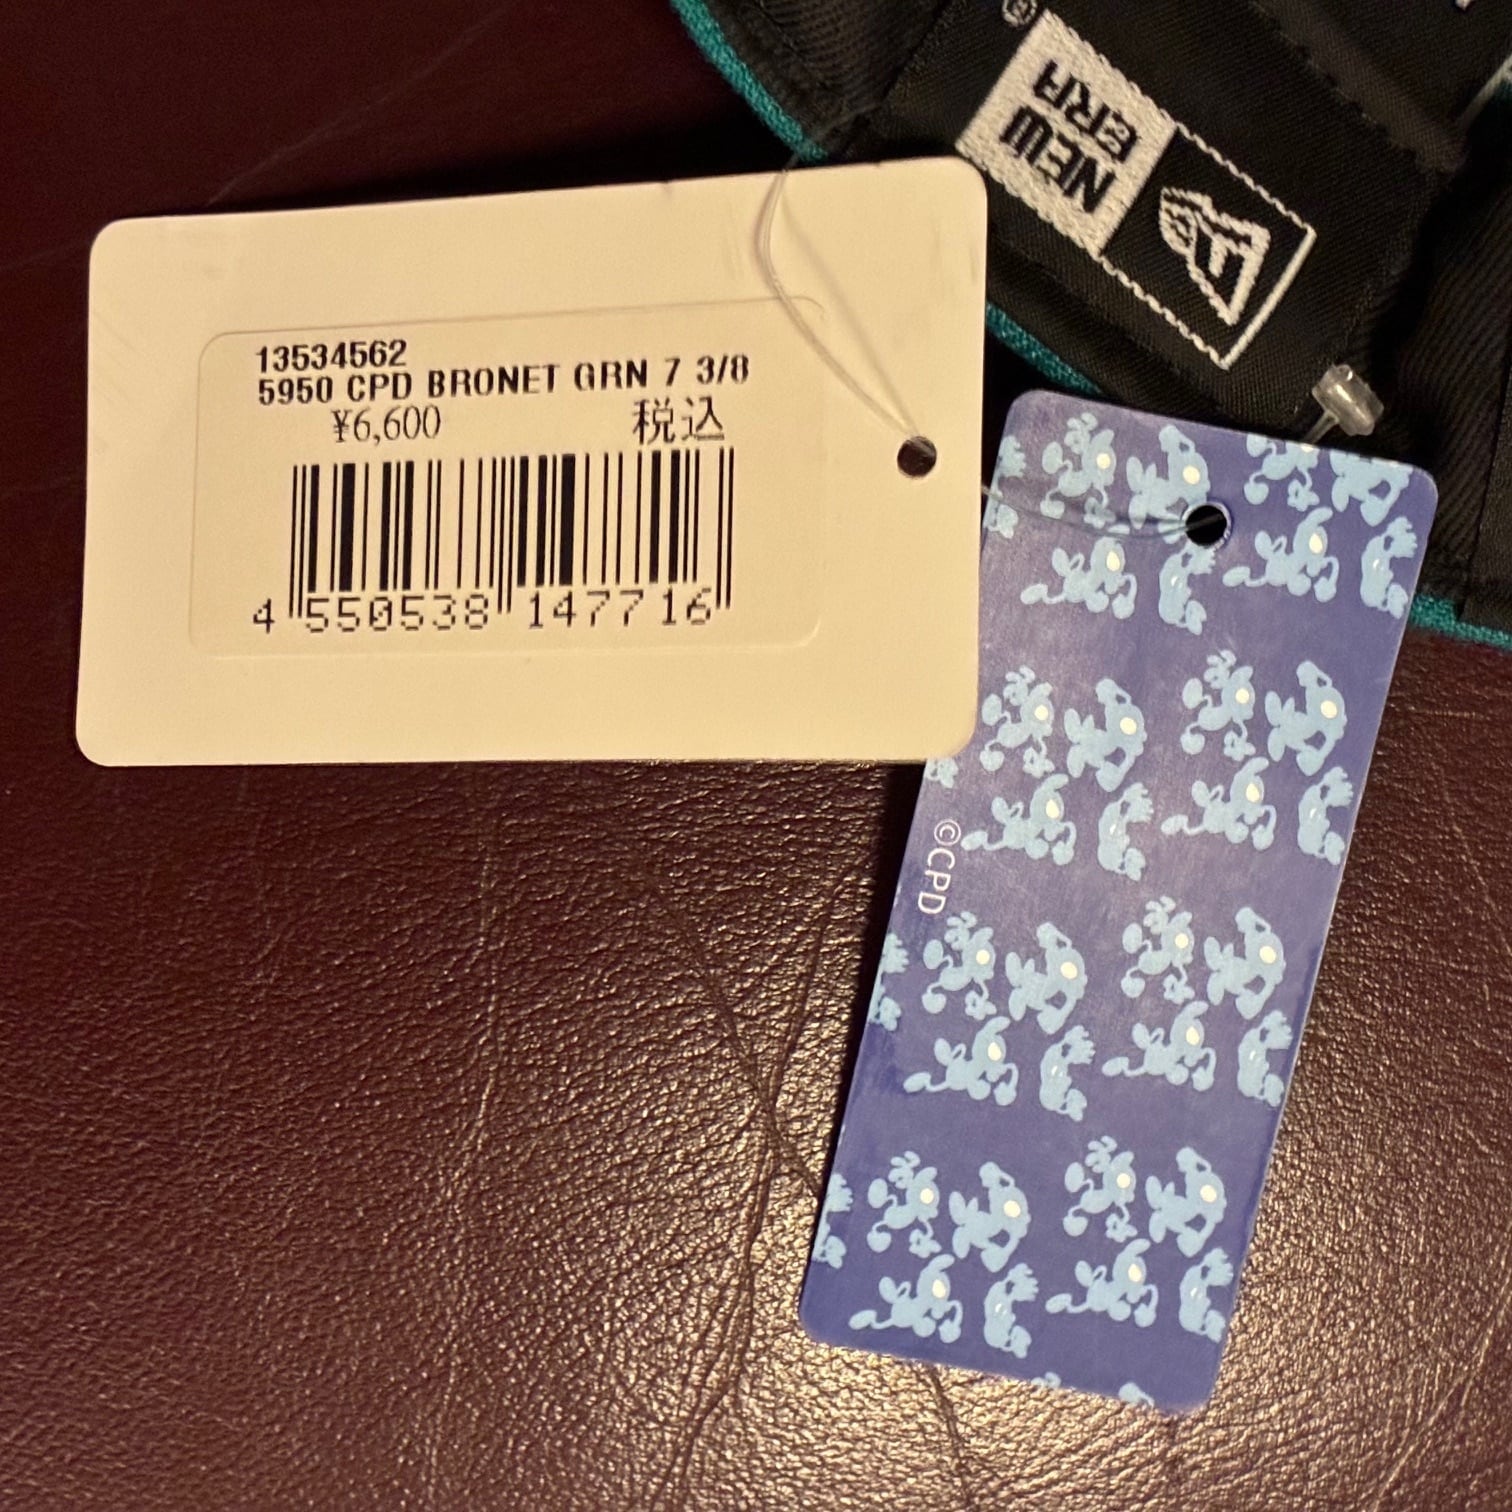 NEW
ERA
®
13534562
5950 CPD BRONET GRN 7 3/8
¥6,600 税込
4 550538 147716
©CPD